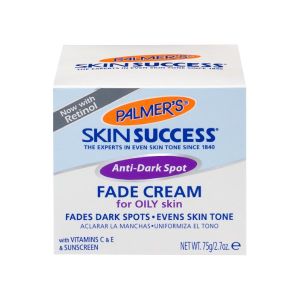 Now with
Retinol
PALMER'S®
SKIN SUCCESS®
THE EXPERTS IN EVEN SKIN TONE SINCE 1840
Anti-Dark Spot
FADE CREAM
for OILY skin
FADES DARK SPOTS • EVENS SKIN TONE
ACLARAR LA MANCHAS • UNIFORMIZA EL TONO
with VITAMINS C & E
& SUNSCREEN
NET WT. 75g/2.7oz. e